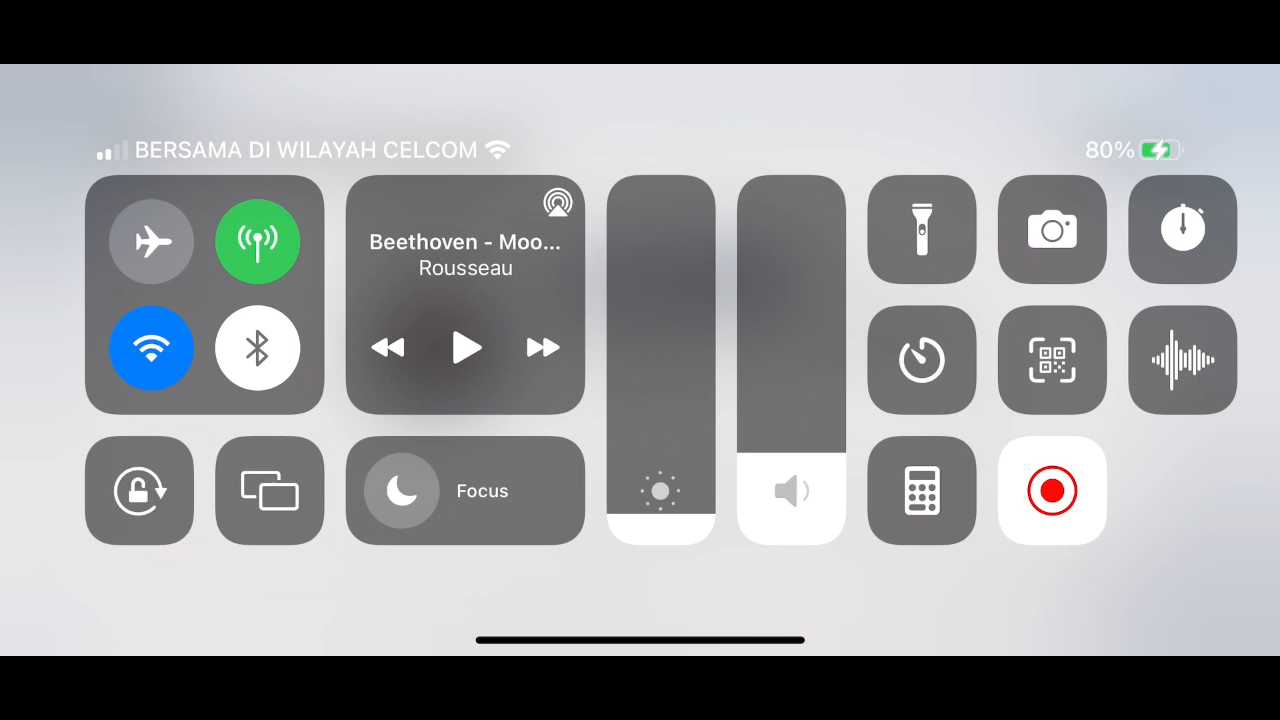 BERSAMA DI WILAYAH CELCOM
80%
Beethoven - Moo...
Rousseau
Focus